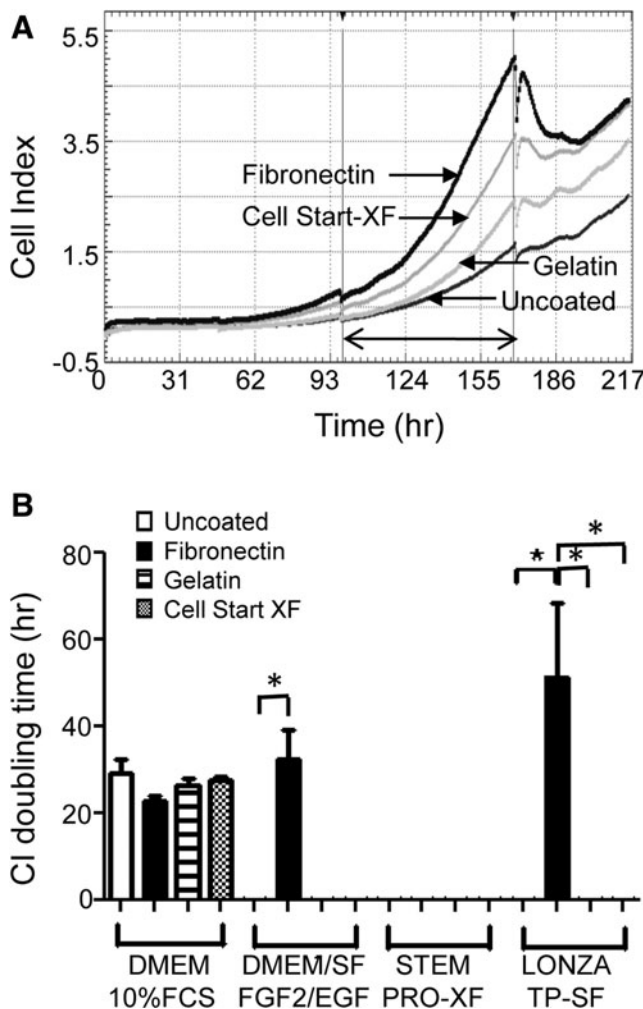 A
5.5
3.5
1.5
-0.5
Cell Index
Fibronectin
Cell Start-XF
Gelatin
Uncoated
0 31 62 93 124 155 186 217
Time (hr)
B
Uncoated
Fibronectin
Gelatin
Cell Start XF
80
60
40
20
0
CI doubling time (hr)
*
* * *
DMEM DMEM/SF STEM LONZA
10%FCS FGF2/EGF PRO-XF TP-SF